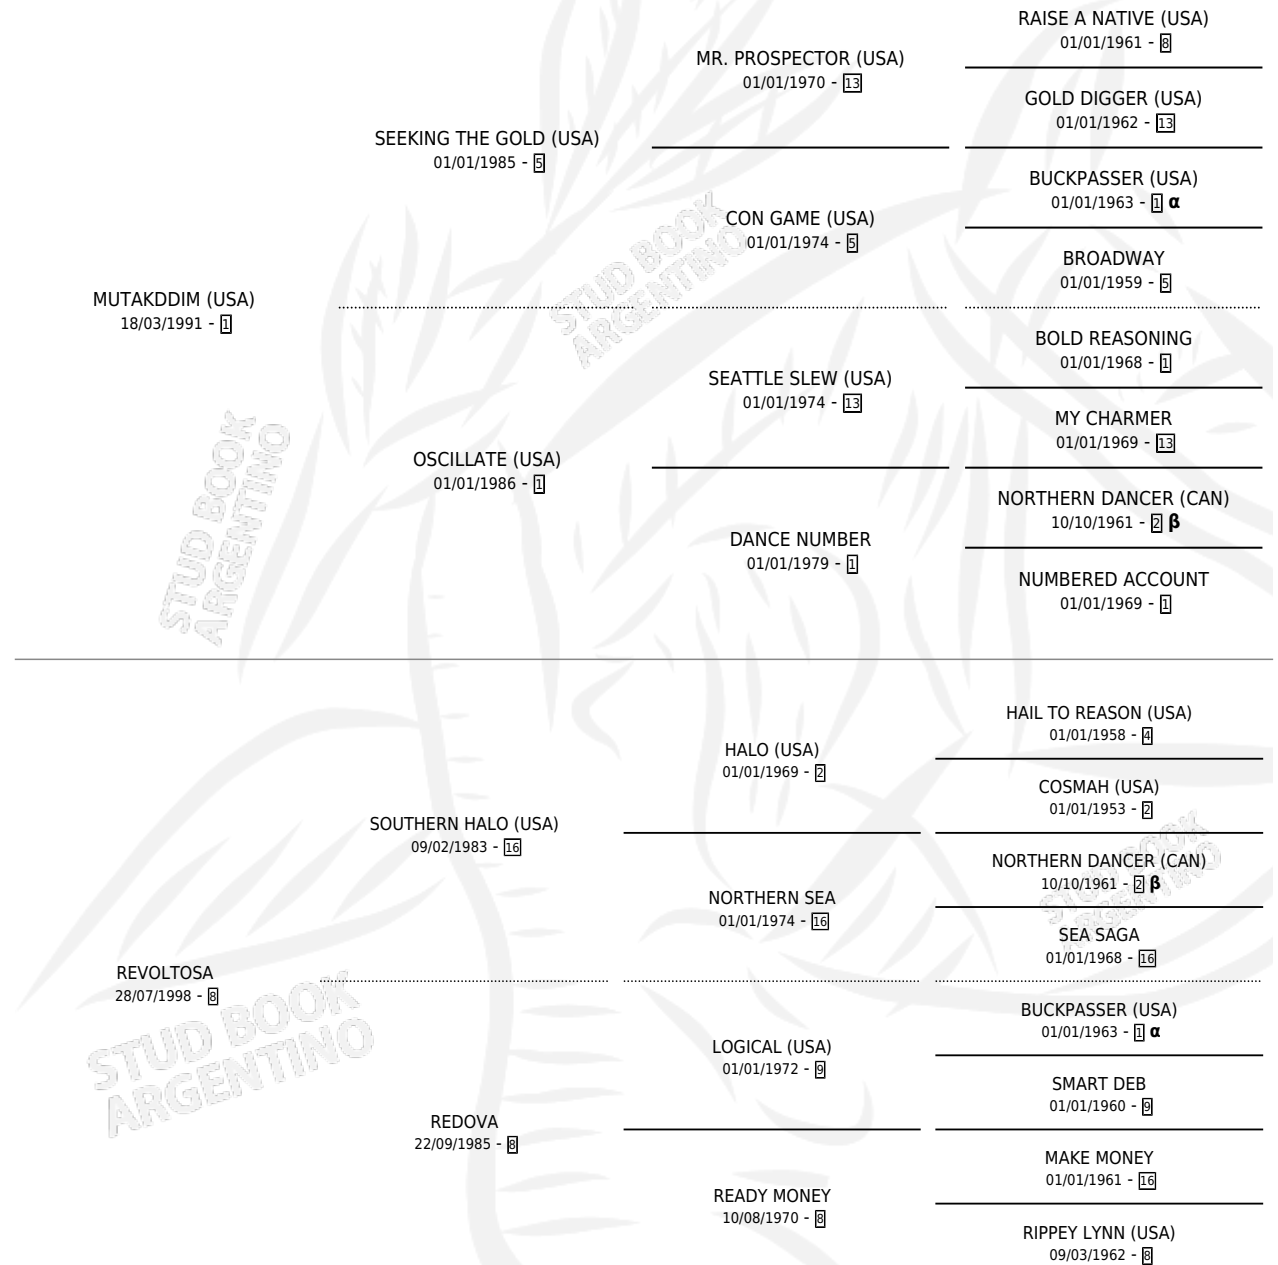 MUTAKDDIM (USA)
18/03/1991 - 1
SEEKING THE GOLD (USA)
01/01/1985 - 5
MR. PROSPECTOR (USA)
01/01/1970 - 13
RAISE A NATIVE (USA)
01/01/1961 - 8
GOLD DIGGER (USA)
01/01/1962 - 13
CON GAME (USA)
01/01/1974 - 5
BUCKPASSER (USA)
01/01/1963 - 1 α
BROADWAY
01/01/1959 - 5
OSCILLATE (USA)
01/01/1986 - 1
SEATTLE SLEW (USA)
01/01/1974 - 13
BOLD REASONING
01/01/1968 - 1
MY CHARMER
01/01/1969 - 13
DANCE NUMBER
01/01/1979 - 1
NORTHERN DANCER (CAN)
10/10/1961 - 2 β
NUMBERED ACCOUNT
01/01/1969 - 1
REVOLTOSA
28/07/1998 - 8
SOUTHERN HALO (USA)
09/02/1983 - 16
HALO (USA)
01/01/1969 - 2
HAIL TO REASON (USA)
01/01/1958 - 4
COSMAH (USA)
01/01/1953 - 2
NORTHERN SEA
01/01/1974 - 16
NORTHERN DANCER (CAN)
10/10/1961 - 2 β
SEA SAGA
01/01/1968 - 16
REDOVA
22/09/1985 - 8
LOGICAL (USA)
01/01/1972 - 9
BUCKPASSER (USA)
01/01/1963 - 1 α
SMART DEB
01/01/1960 - 9
READY MONEY
10/08/1970 - 8
MAKE MONEY
01/01/1961 - 16
RIPPEY LYNN (USA)
09/03/1962 - 8
STUD BOOK
ARGENTINO
STUD BOOK
ARGENTINO
STUD BOOK
ARGENTINO
STUD BOOK
ARGENTINO